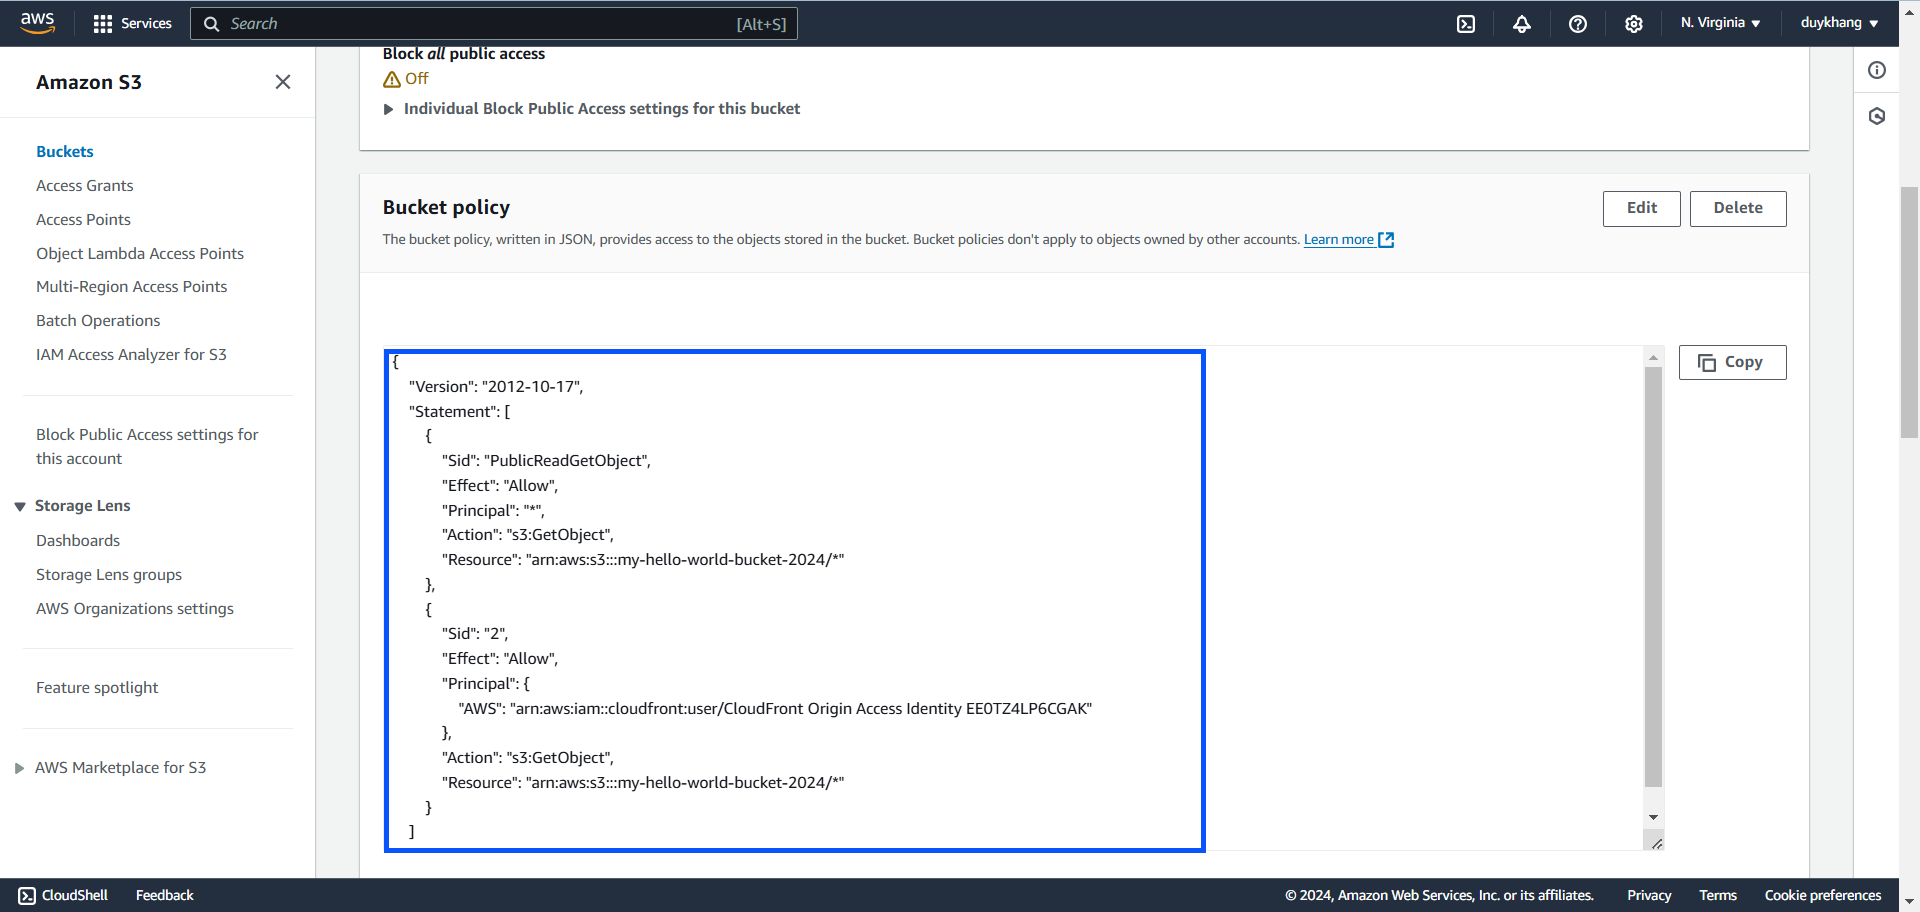 aws
Services
Search
[Alt+S]
N. Virginia
duykhang
Amazon S3
Buckets
Access Grants
Access Points
Object Lambda Access Points
Multi-Region Access Points
Batch Operations
IAM Access Analyzer for S3
Block Public Access settings for
this account
Storage Lens
Dashboards
Storage Lens groups
AWS Organizations settings
Feature spotlight
AWS Marketplace for S3
Block all public access
Off
Individual Block Public Access settings for this bucket
Bucket policy
Edit
Delete
The bucket policy, written in JSON, provides access to the objects stored in the bucket. Bucket policies don't apply to objects owned by other accounts. Learn more
Copy
{
"Version": "2012-10-17",
"Statement": [
{
"Sid": "PublicReadGetObject",
"Effect": "Allow",
"Principal": "*",
"Action": "s3:GetObject",
"Resource": "arn:aws:s3:::my-hello-world-bucket-2024/*"
},
{
"Sid": "2",
"Effect": "Allow",
"Principal": {
"AWS": "arn:aws:iam::cloudfront:user/CloudFront Origin Access Identity EE0TZ4LP6CGAK"
},
"Action": "s3:GetObject",
"Resource": "arn:aws:s3:::my-hello-world-bucket-2024/*"
}
]
CloudShell
Feedback
© 2024, Amazon Web Services, Inc. or its affiliates.
Privacy
Terms
Cookie preferences